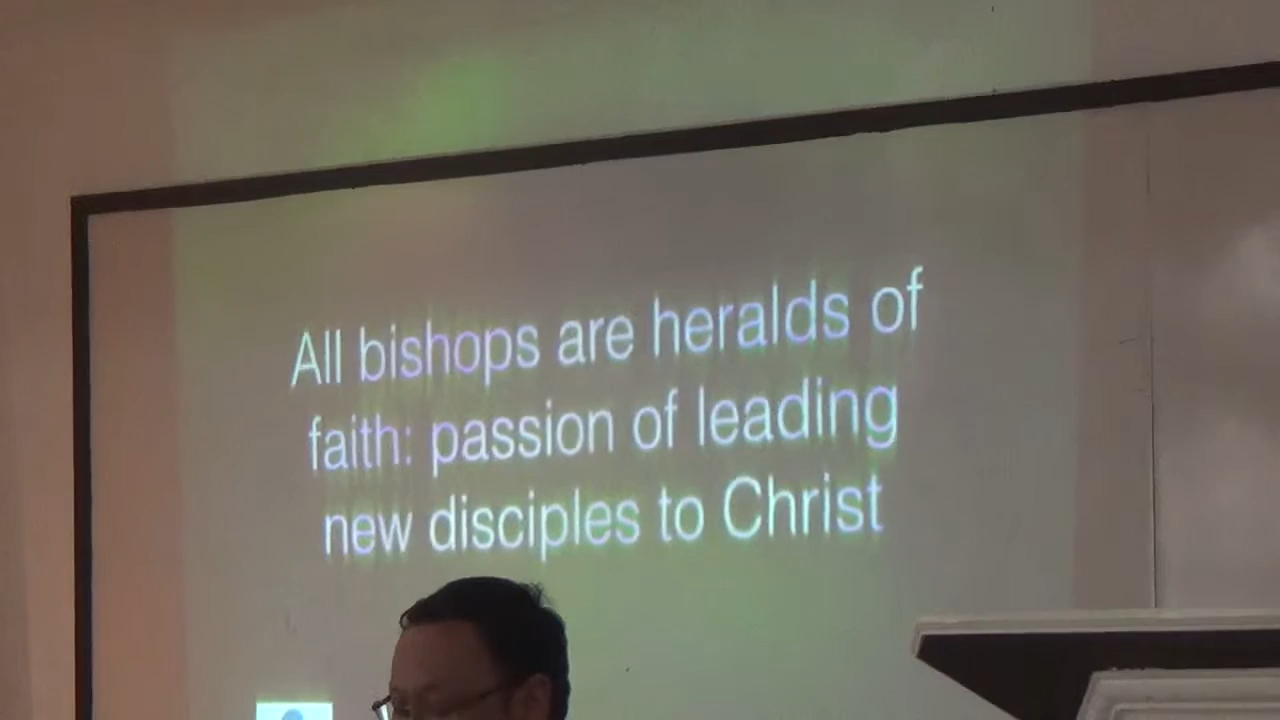 All bishops are heralds of
faith: passion of leading
new disciples to Christ